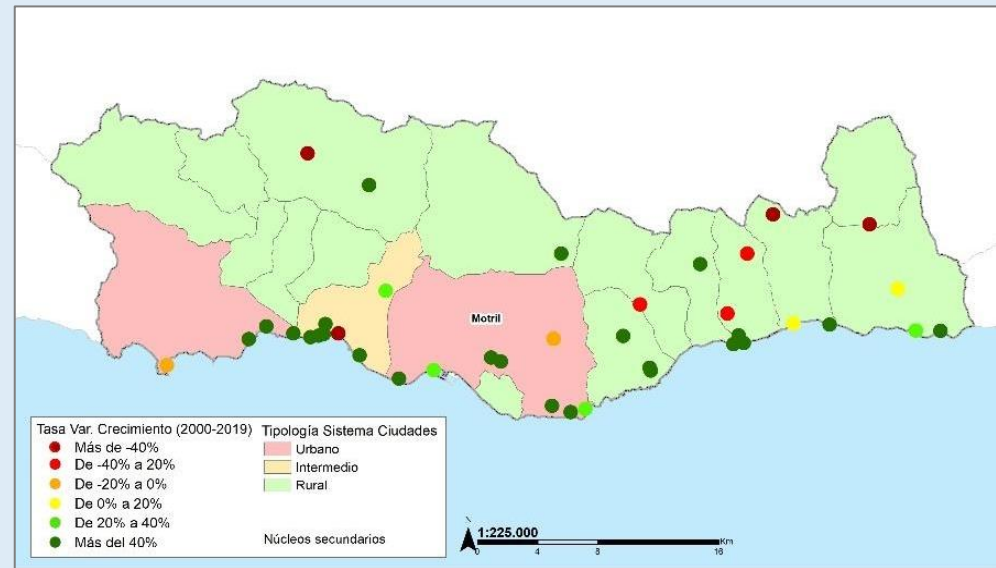 Motril
Tasa Var. Crecimiento (2000-2019)
Más de -40%
De -40% a 20%
De -20% a 0%
De 0% a 20%
De 20% a 40%
Más del 40%
Tipología Sistema Ciudades
Urbano
Intermedio
Rural
Núcleos secundarios
N
1:225.000
0 4 8 16 Km